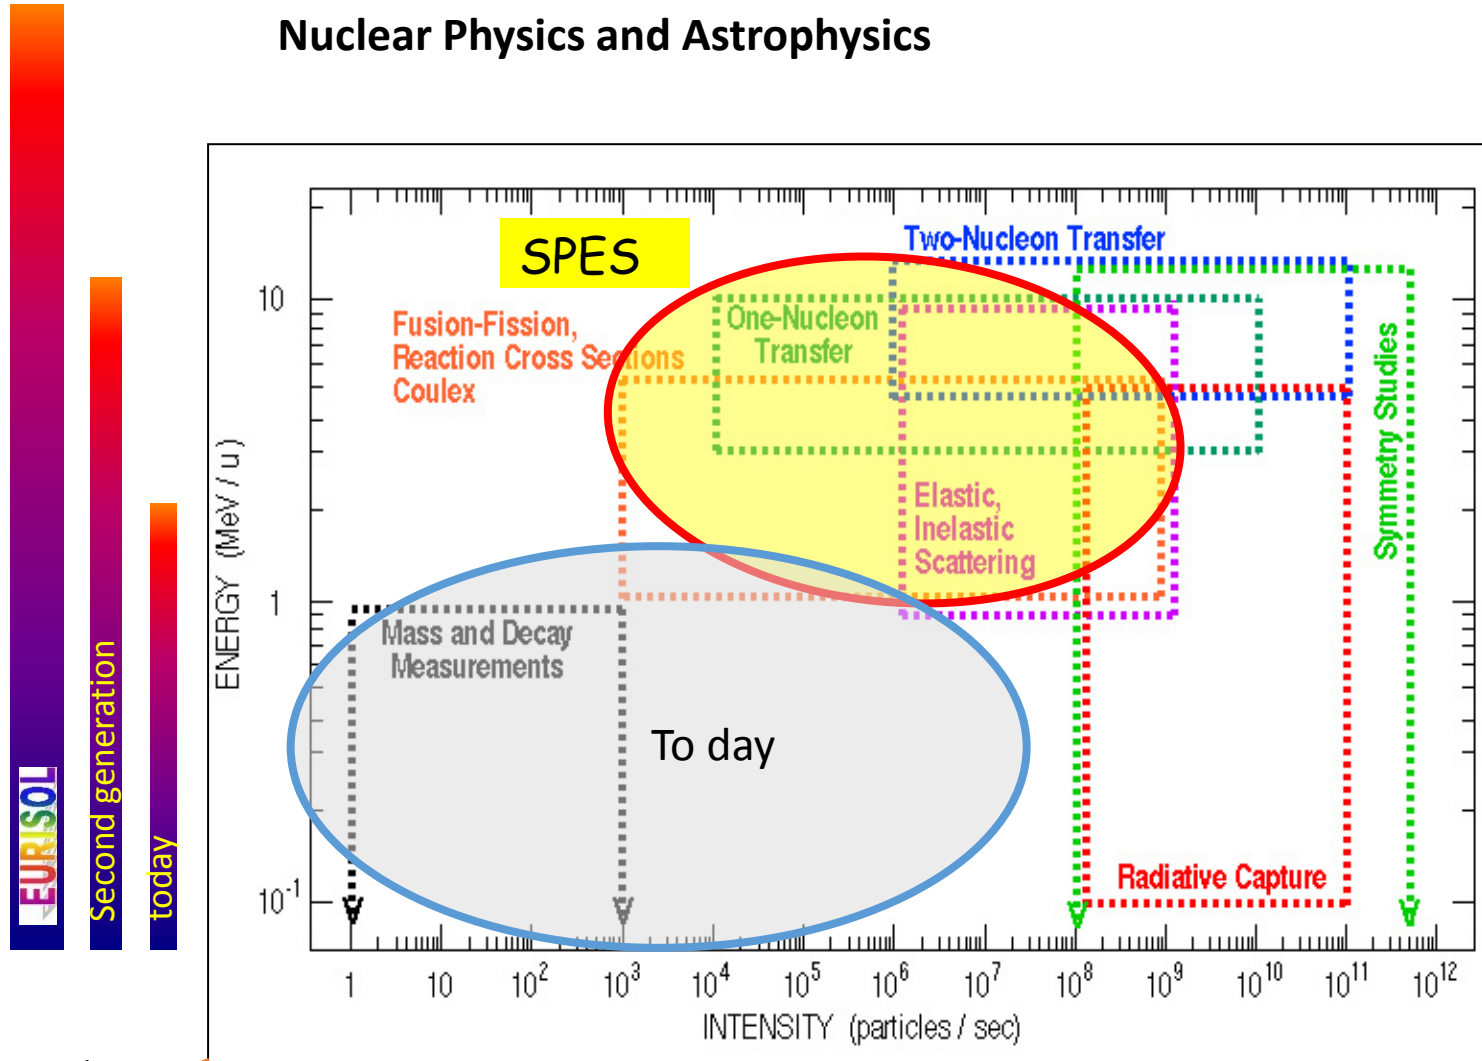 Nuclear Physics and Astrophysics
EURISOL
Second generation
today
SPES
Two-Nucleon Transfer
Fusion-Fission,
Reaction Cross Sections
Coulex
One-Nucleon
Transfer
Symmetry Studies
Elastic,
Inelastic
Scattering
Mass and Decay
Measurements
To day
Radiative Capture
ENERGY (MeV / u)
10
1
10⁻¹
1 10 10² 10³ 10⁴ 10⁵ 10⁶ 10⁷ 10⁸ 10⁹ 10¹⁰ 10¹¹ 10¹²
INTENSITY (particles / sec)